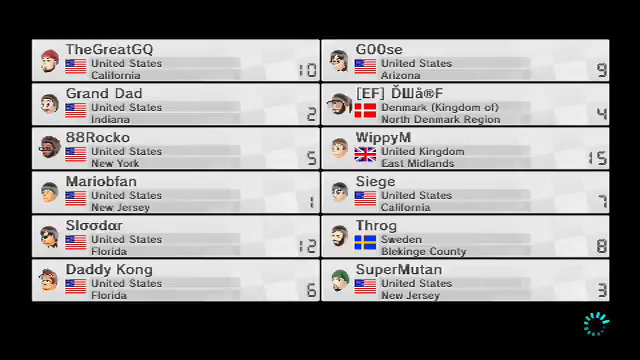 TheGreatGQ
United States
California
10
Grand Dad
United States
Indiana
2
88Rocko
United States
New York
5
Mariobfan
United States
New Jersey
1
Slσσdαr
United States
Florida
12
Daddy Kong
United States
Florida
6
G00se
United States
Arizona
9
[EF] ĎШå®F
Denmark (Kingdom of)
North Denmark Region
4
WippyM
United Kingdom
East Midlands
15
Siege
United States
California
7
Throg
Sweden
Blekinge County
8
SuperMutan
United States
New Jersey
3